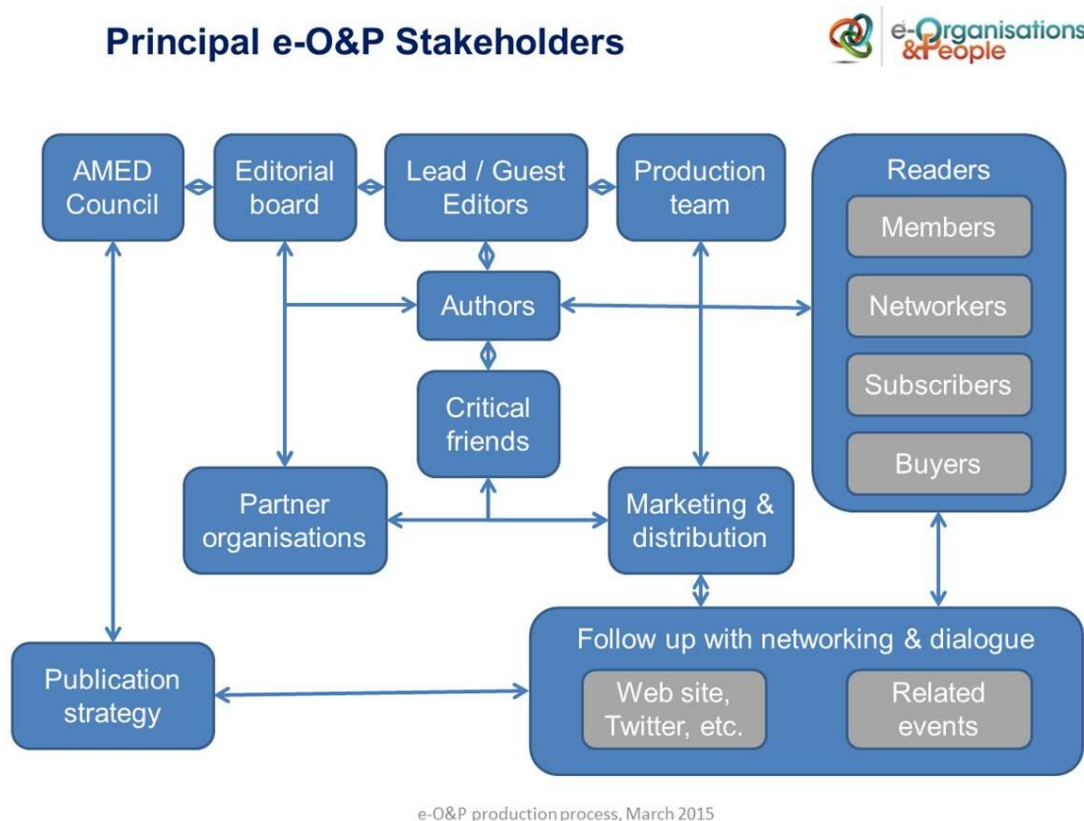 Principal e-O&P Stakeholders
e-Organisations
&People
AMED
Council
Editorial
board
Lead / Guest
Editors
Production
team
Readers
Members
Networkers
Subscribers
Buyers
Authors
Critical
friends
Partner
organisations
Marketing &
distribution
Publication
strategy
Follow up with networking & dialogue
Web site,
Twitter, etc.
Related
events
e-O&P production process, March 2015